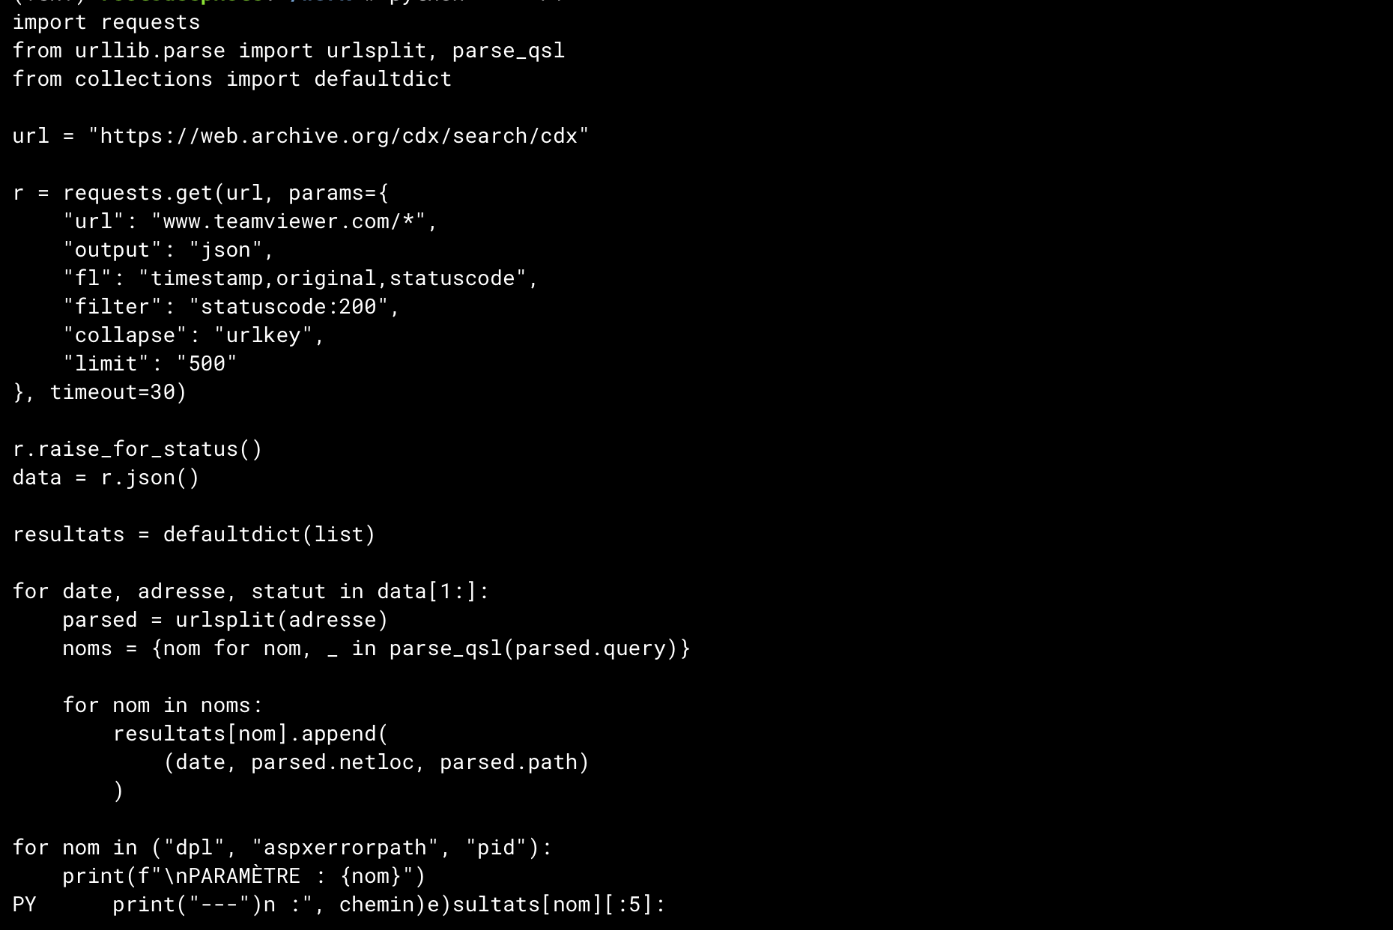 import requests
from urllib.parse import urlsplit, parse_qsl
from collections import defaultdict

url = "https://web.archive.org/cdx/search/cdx"

r = requests.get(url, params={
    "url": "www.teamviewer.com/*",
    "output": "json",
    "fl": "timestamp,original,statuscode",
    "filter": "statuscode:200",
    "collapse": "urlkey",
    "limit": "500"
}, timeout=30)

r.raise_for_status()
data = r.json()

resultats = defaultdict(list)

for date, adresse, statut in data[1:]:
    parsed = urlsplit(adresse)
    noms = {nom for nom, _ in parse_qsl(parsed.query)}

    for nom in noms:
        resultats[nom].append(
            (date, parsed.netloc, parsed.path)
        )

for nom in ("dpl", "aspxerrorpath", "pid"):
    print(f"\nPARAMÈTRE : {nom}")
PY      print("---")n :", chemin)e)sultats[nom][:5]: